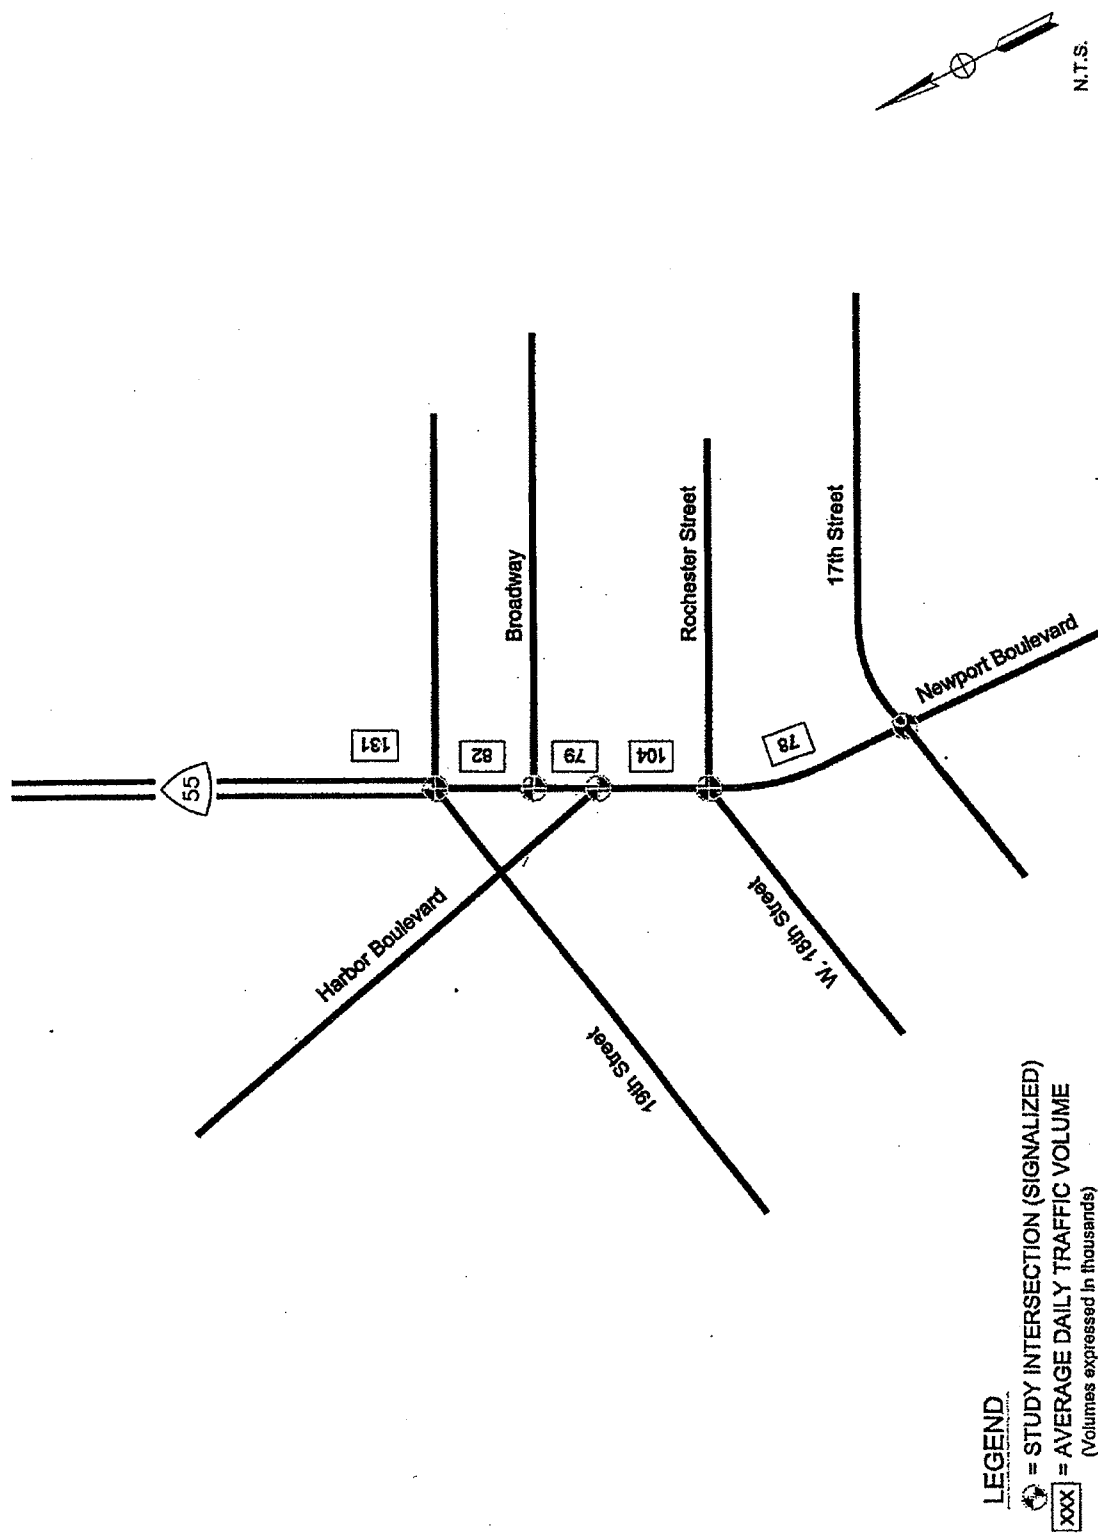 N.T.S.
55
131
82
79
104
78
Broadway
Rochester Street
17th Street
Newport Boulevard
Harbor Boulevard
19th Street
W. 18th Street
LEGEND
= STUDY INTERSECTION (SIGNALIZED)
XXX = AVERAGE DAILY TRAFFIC VOLUME
(Volumes expressed in thousands)